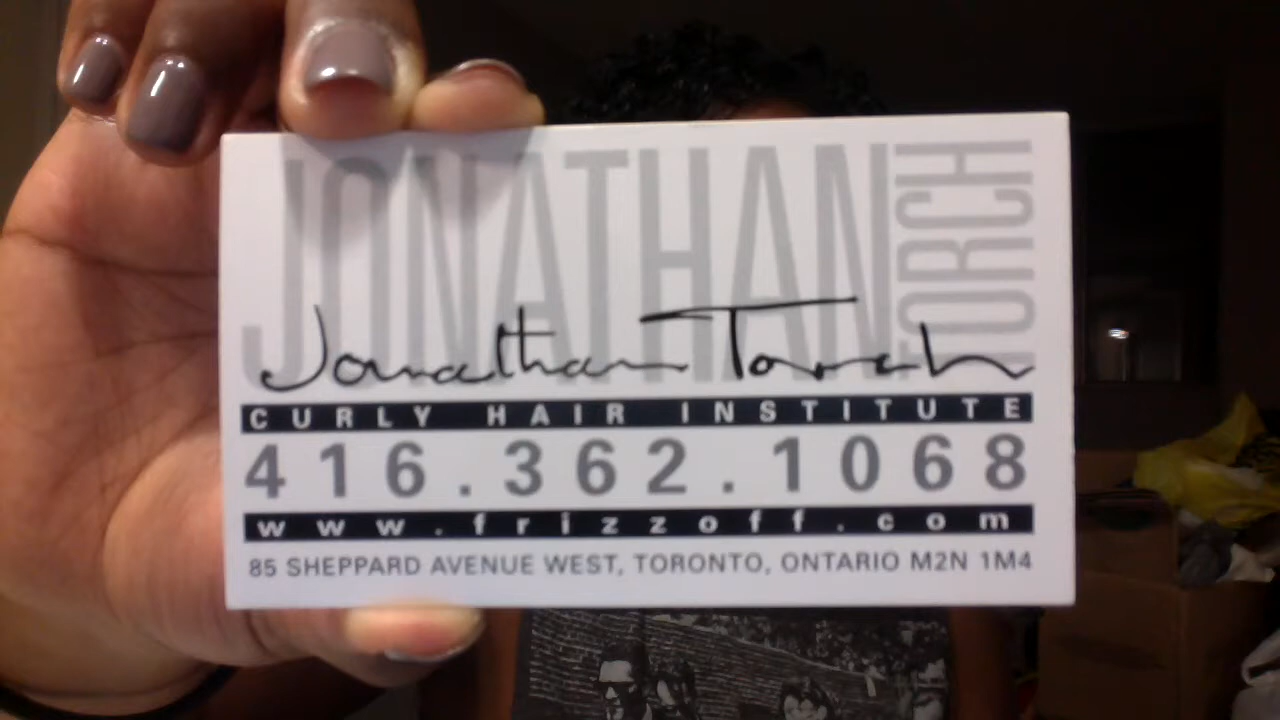 JONATHAN TORCH
Jonathan Torch
CURLY HAIR INSTITUTE
416.362.1068
www.frizzoff.com
85 SHEPPARD AVENUE WEST, TORONTO, ONTARIO M2N 1M4